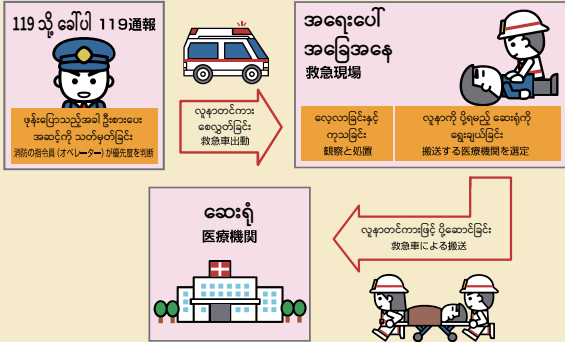 119 သို့ ခေါ်ပါ 119通報
ဖုန်းပြောသည့်အခါ ဦးစားပေး
အဆင့်ကို သတ်မှတ်ခြင်း
消防の指令員(オペレーター)が優先度を判断
လူနာတင်ကား
စေလွှတ်ခြင်း
救急車出動
အရေးပေါ်
အခြေအနေ
救急現場
လေ့လာခြင်းနှင့်
ကုသခြင်း
観察と処置
လူနာကို ပို့ရမည့် ဆေးရုံကို
ရွေးချယ်ခြင်း
搬送する医療機関を選定
လူနာတင်ကားဖြင့် ပို့ဆောင်ခြင်း
救急車による搬送
ဆေးရုံ
医療機関